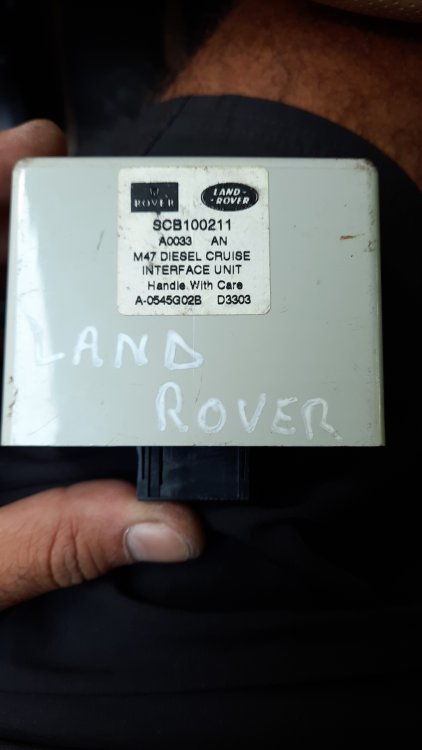 ROVER
LAND-
-ROVER
SCB100211
A0033 AN
M47 DIESEL CRUISE
INTERFACE UNIT
Handle With Care
A-0545G02B D3303
LAND
ROVER